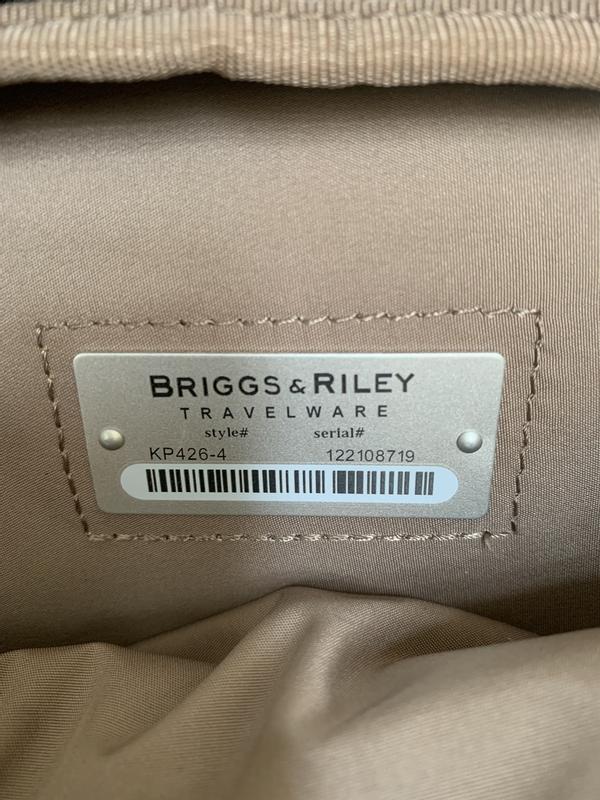 BRIGGS & RILEY
TRAVELWARE
style# serial#
KP426-4 122108719